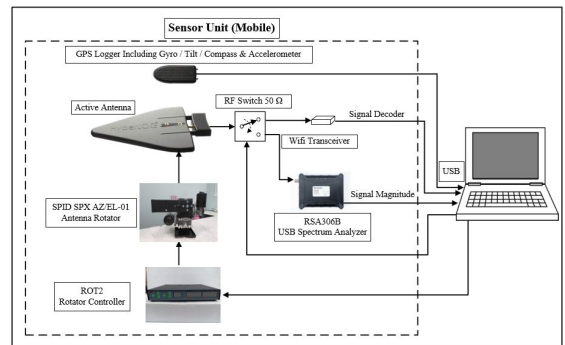 Sensor Unit (Mobile)
GPS Logger Including Gyro / Tilt / Compass & Accelerometer
Active Antenna
RF Switch 50 Ω
Signal Decoder
Wifi Transceiver
USB
SPID SPX AZ/EL-01
Antenna Rotator
Signal Magnitude
RSA306B
USB Spectrum Analyzer
ROT2
Rotator Controller